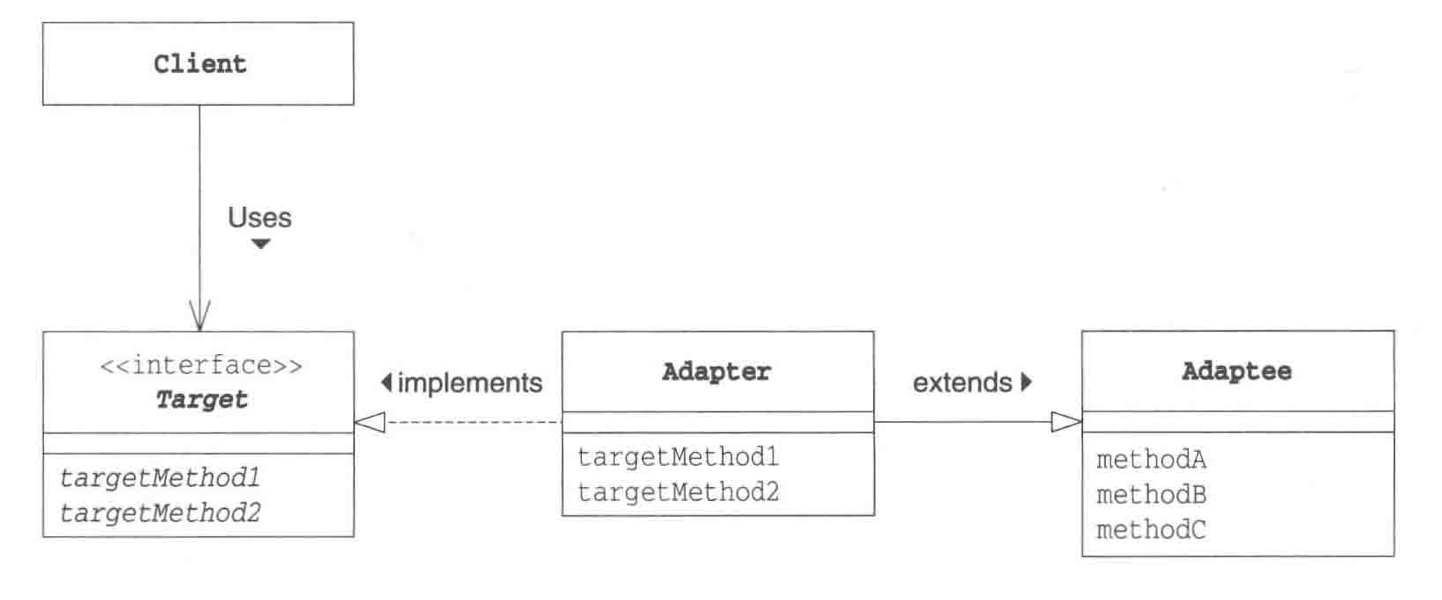 Client
Uses
<<interface>>
Target
targetMethod1
targetMethod2
implements
Adapter
targetMethod1
targetMethod2
extends
Adaptee
methodA
methodB
methodC